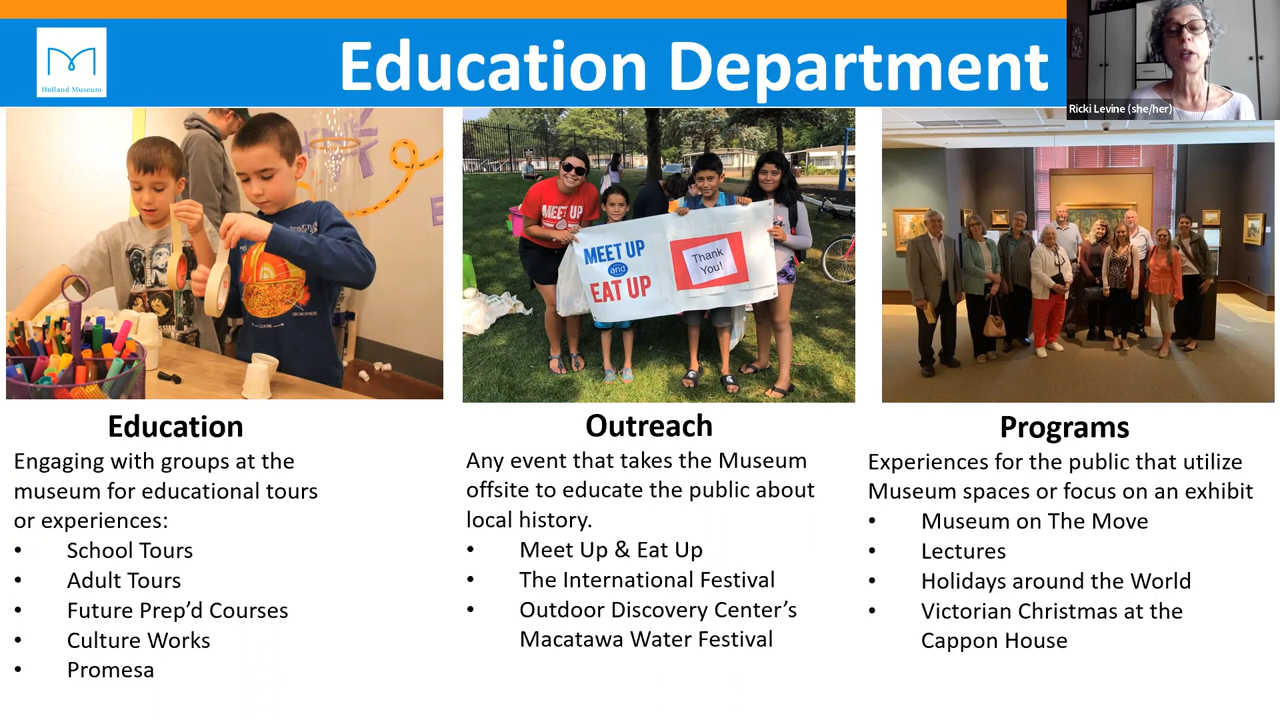 Education Department
Holland Museum
Ricki Levine (she/her)
MEET UP
MEET UP
and
EAT UP
Thank
You!
Education
Engaging with groups at the
museum for educational tours
or experiences:
• School Tours
• Adult Tours
• Future Prep’d Courses
• Culture Works
• Promesa
Outreach
Any event that takes the Museum
offsite to educate the public about
local history.
• Meet Up & Eat Up
• The International Festival
• Outdoor Discovery Center’s
Macatawa Water Festival
Programs
Experiences for the public that utilize
Museum spaces or focus on an exhibit
• Museum on The Move
• Lectures
• Holidays around the World
• Victorian Christmas at the
Cappon House